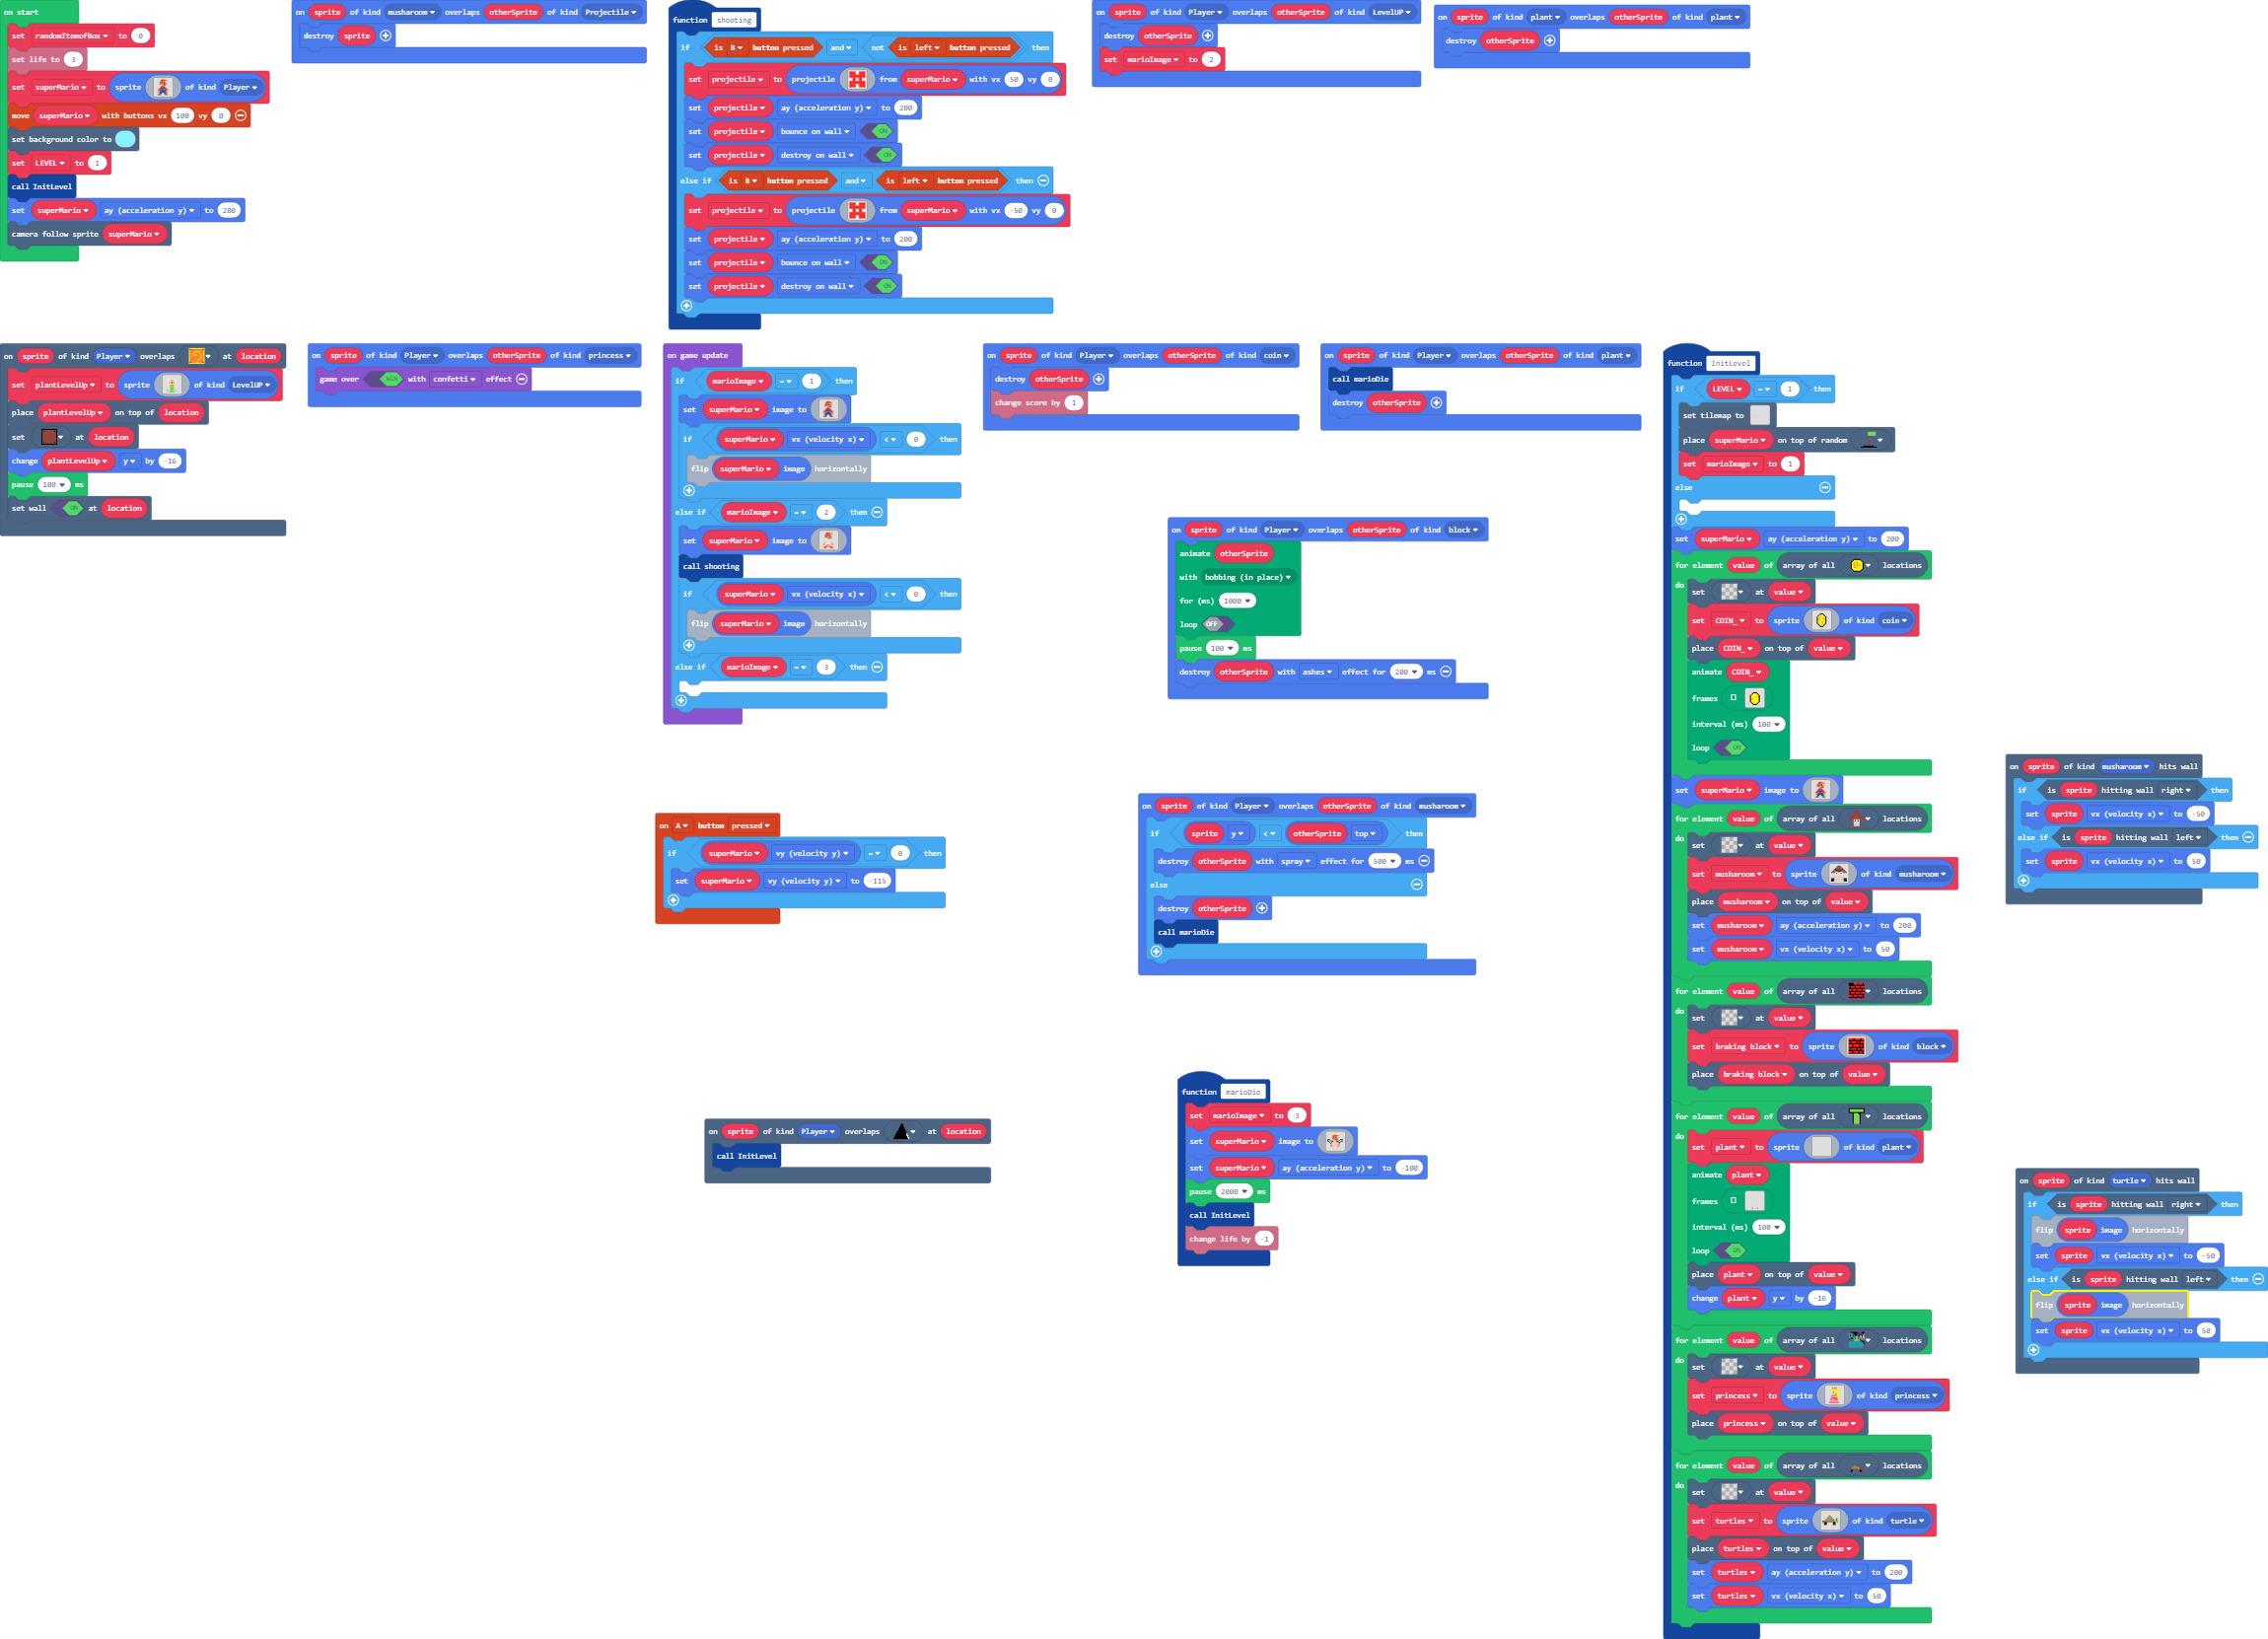 on start
set randomItemofBox to 0
set life to 3
set superMario to sprite of kind Player
move superMario with buttons vx 100 vy 0
set background color to
set LEVEL to 1
call InitLevel
set superMario ay (acceleration y) to 200
camera follow sprite superMario
on sprite of kind musharoom overlaps otherSprite of kind Projectile
destroy sprite
function shooting
if is B button pressed and not is left button pressed then
set projectile to projectile from superMario with vx 50 vy 0
set projectile ay (acceleration y) to 200
set projectile bounce on wall ON
set projectile destroy on wall ON
else if is B button pressed and is left button pressed then
set projectile to projectile from superMario with vx -50 vy 0
set projectile ay (acceleration y) to 200
set projectile bounce on wall ON
set projectile destroy on wall ON
on sprite of kind Player overlaps otherSprite of kind LevelUP
destroy otherSprite
set marioImage to 2
on sprite of kind plant overlaps otherSprite of kind plant
destroy otherSprite
on sprite of kind Player overlaps at location
set plantLevelUp to sprite of kind LevelUP
place plantLevelUp on top of location
set at location
change plantLevelUp y by -16
pause 100 ms
set wall ON at location
on sprite of kind Player overlaps otherSprite of kind princess
game over WIN with confetti effect
on game update
if marioImage = 1 then
set superMario image to
if superMario vx (velocity x) < 0 then
flip superMario image horizontally
else if marioImage = 2 then
set superMario image to
call shooting
if superMario vx (velocity x) < 0 then
flip superMario image horizontally
else if marioImage = 3 then
on sprite of kind Player overlaps otherSprite of kind coin
destroy otherSprite
change score by 1
on sprite of kind Player overlaps otherSprite of kind plant
call marioDie
destroy otherSprite
on sprite of kind Player overlaps otherSprite of kind block
animate otherSprite
with bobbing (in place)
for (ms) 1000
loop OFF
pause 100 ms
destroy otherSprite with ashes effect for 200 ms
on A button pressed
if superMario vy (velocity y) = 0 then
set superMario vy (velocity y) to -115
on sprite of kind Player overlaps otherSprite of kind musharoom
if sprite y < otherSprite top then
destroy otherSprite with spray effect for 500 ms
else
destroy otherSprite
call marioDie
on sprite of kind Player overlaps at location
call InitLevel
function marioDie
set marioImage to 3
set superMario image to
set superMario ay (acceleration y) to -100
pause 2000 ms
call InitLevel
change life by -1
function InitLevel
if LEVEL = 1 then
set tilemap to
place superMario on top of random
set marioImage to 1
else
set superMario ay (acceleration y) to 200
for element value of array of all locations
do
set at value
set COIN_ to sprite of kind coin
place COIN_ on top of value
animate COIN_
frames
interval (ms) 100
loop ON
set superMario image to
for element value of array of all locations
do
set at value
set musharoom to sprite of kind musharoom
place musharoom on top of value
set musharoom ay (acceleration y) to 200
set musharoom vx (velocity x) to 50
for element value of array of all locations
do
set at value
set braking block to sprite of kind block
place braking block on top of value
for element value of array of all locations
do
set plant to sprite of kind plant
animate plant
frames
interval (ms) 100
loop ON
place plant on top of value
change plant y by -16
for element value of array of all locations
do
set at value
set princess to sprite of kind princess
place princess on top of value
for element value of array of all locations
do
set at value
set turtles to sprite of kind turtle
place turtles on top of value
set turtles ay (acceleration y) to 200
set turtles vx (velocity x) to 50
on sprite of kind musharoom hits wall
if is sprite hitting wall right then
set sprite vx (velocity x) to -50
else if is sprite hitting wall left then
set sprite vx (velocity x) to 50
on sprite of kind turtle hits wall
if is sprite hitting wall right then
flip sprite image horizontally
set sprite vx (velocity x) to -50
else if is sprite hitting wall left then
flip sprite image horizontally
set sprite vx (velocity x) to 50